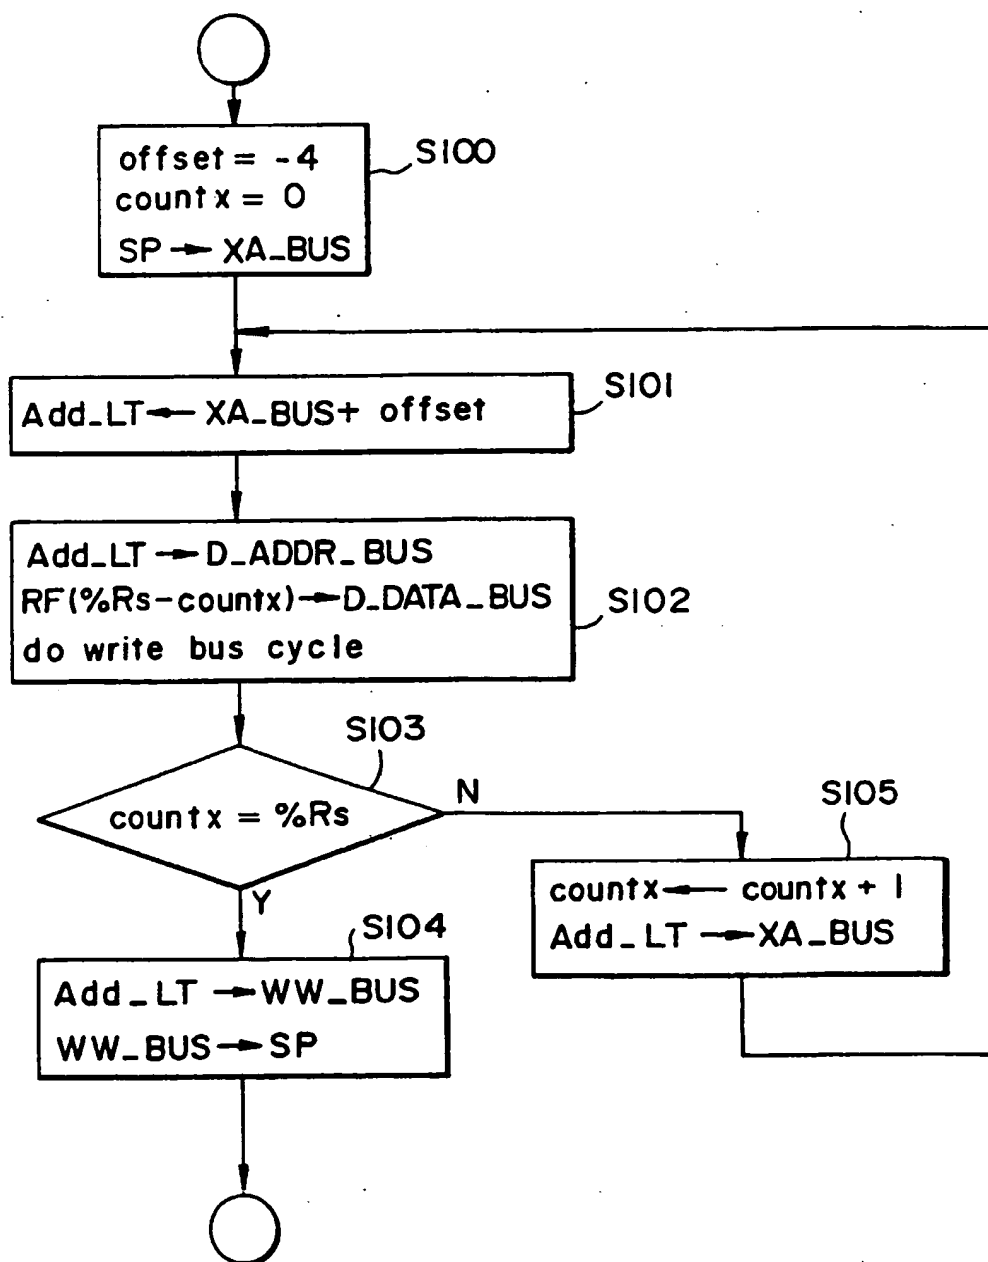 offset = -4
countx = 0
SP → XA_BUS
S100
Add_LT ← XA_BUS + offset
S101
Add_LT → D_ADDR_BUS
RF(%Rs-countx) → D_DATA_BUS
do write bus cycle
S102
S103
countx = %Rs
N
Y
S105
countx ← countx + 1
Add_LT → XA_BUS
S104
Add_LT → WW_BUS
WW_BUS → SP